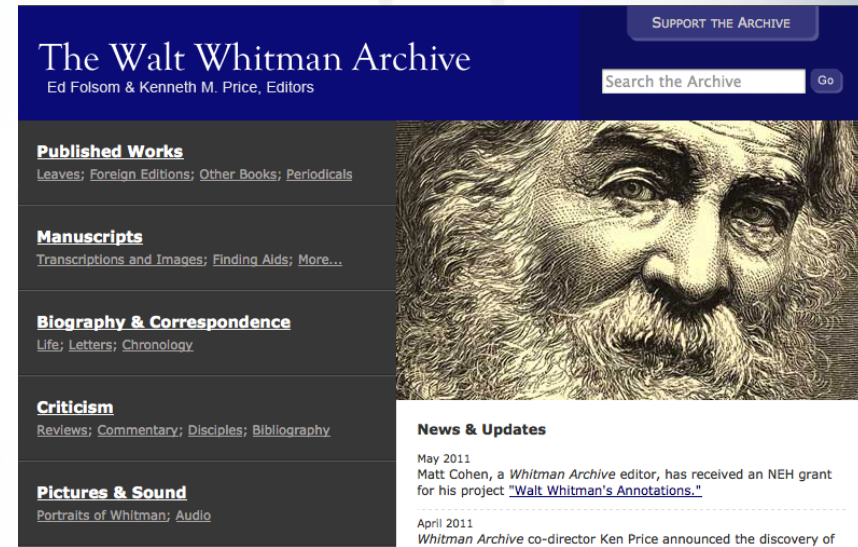 The Walt Whitman Archive
Ed Folsom & Kenneth M. Price, Editors
SUPPORT THE ARCHIVE
Search the Archive
Go
Published Works
Leaves; Foreign Editions; Other Books; Periodicals
Manuscripts
Transcriptions and Images; Finding Aids; More...
Biography & Correspondence
Life; Letters; Chronology
Criticism
Reviews; Commentary; Disciples; Bibliography
Pictures & Sound
Portraits of Whitman; Audio
News & Updates
May 2011
Matt Cohen, a Whitman Archive editor, has received an NEH grant
for his project "Walt Whitman's Annotations."
April 2011
Whitman Archive co-director Ken Price announced the discovery of